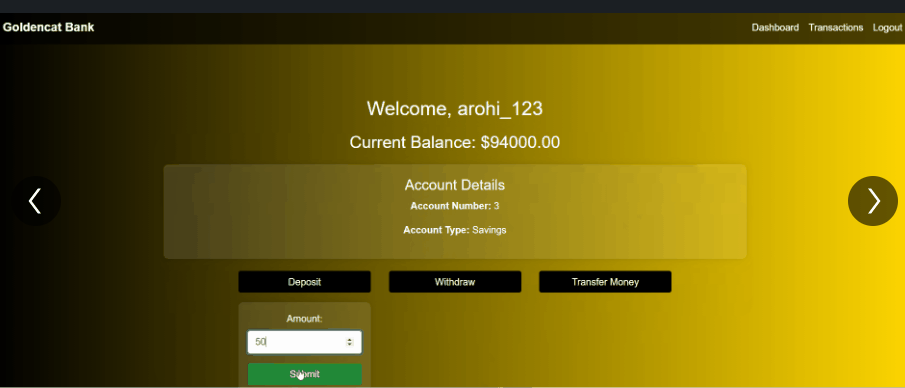 Goldencat Bank
Dashboard Transactions Logout
Welcome, arohi_123
Current Balance: $94000.00
Account Details
Account Number: 3
Account Type: Savings
Deposit Withdraw Transfer Money
Amount:
50
Submit